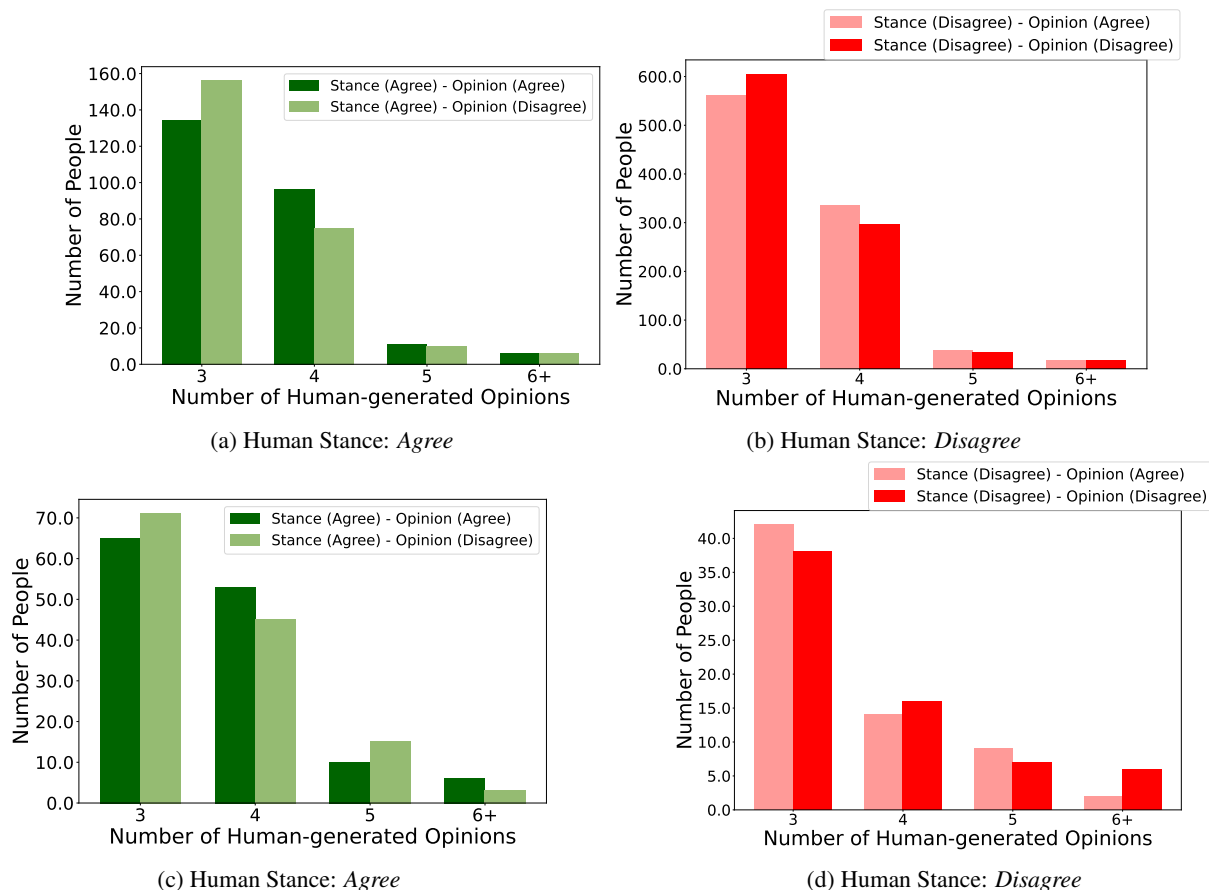 Stance (Agree) - Opinion (Agree)
Stance (Agree) - Opinion (Disagree)
Number of People
160.0
140.0
120.0
100.0
80.0
60.0
40.0
20.0
0.0
3 4 5 6+
Number of Human-generated Opinions
(a) Human Stance: Agree
Stance (Disagree) - Opinion (Agree)
Stance (Disagree) - Opinion (Disagree)
Number of People
600.0
500.0
400.0
300.0
200.0
100.0
0.0
3 4 5 6+
Number of Human-generated Opinions
(b) Human Stance: Disagree
Stance (Agree) - Opinion (Agree)
Stance (Agree) - Opinion (Disagree)
Number of People
70.0
60.0
50.0
40.0
30.0
20.0
10.0
0.0
3 4 5 6+
Number of Human-generated Opinions
(c) Human Stance: Agree
Stance (Disagree) - Opinion (Agree)
Stance (Disagree) - Opinion (Disagree)
Number of People
40.0
35.0
30.0
25.0
20.0
15.0
10.0
5.0
0.0
3 4 5 6+
Number of Human-generated Opinions
(d) Human Stance: Disagree